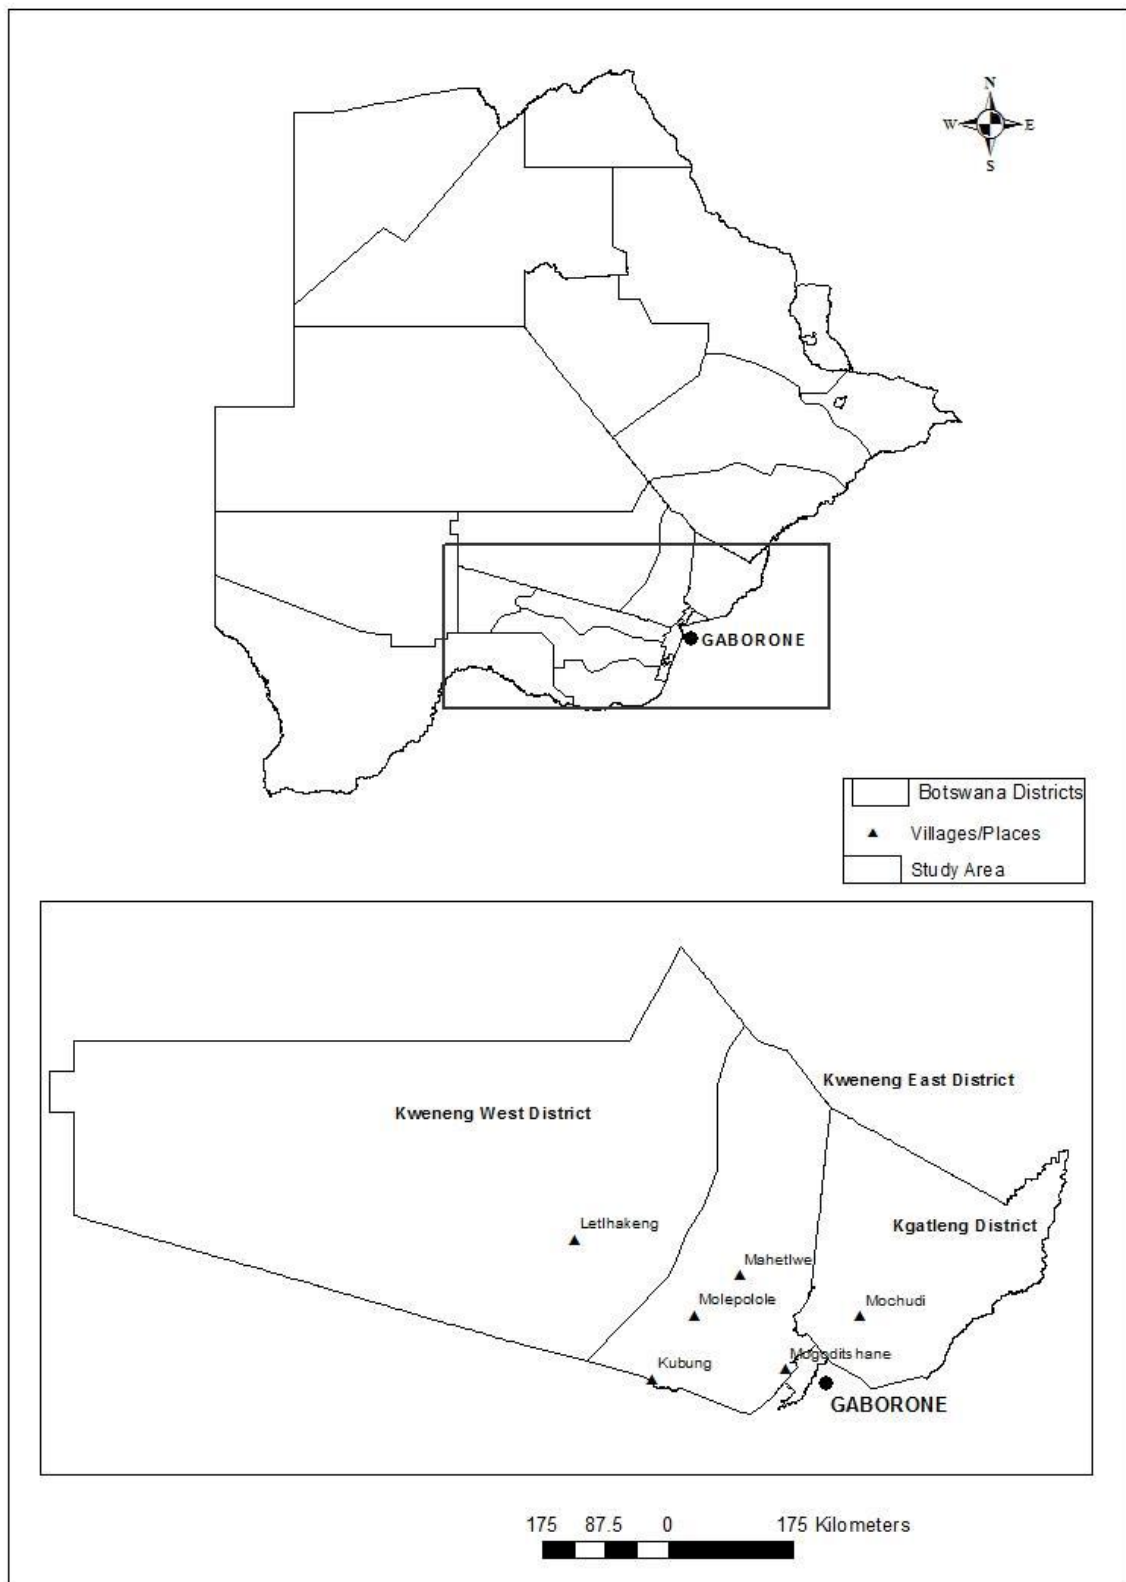 N
W E
S
GABORONE
Botswana Districts
Villages/Places
Study Area
Kweneng East District
Kweneng West District
Letlhakeng
Kgatleng District
Mahetlwe
Molepolole
Mochudi
Kubung
Mogoditshane
GABORONE
175 87.5 0 175 Kilometers